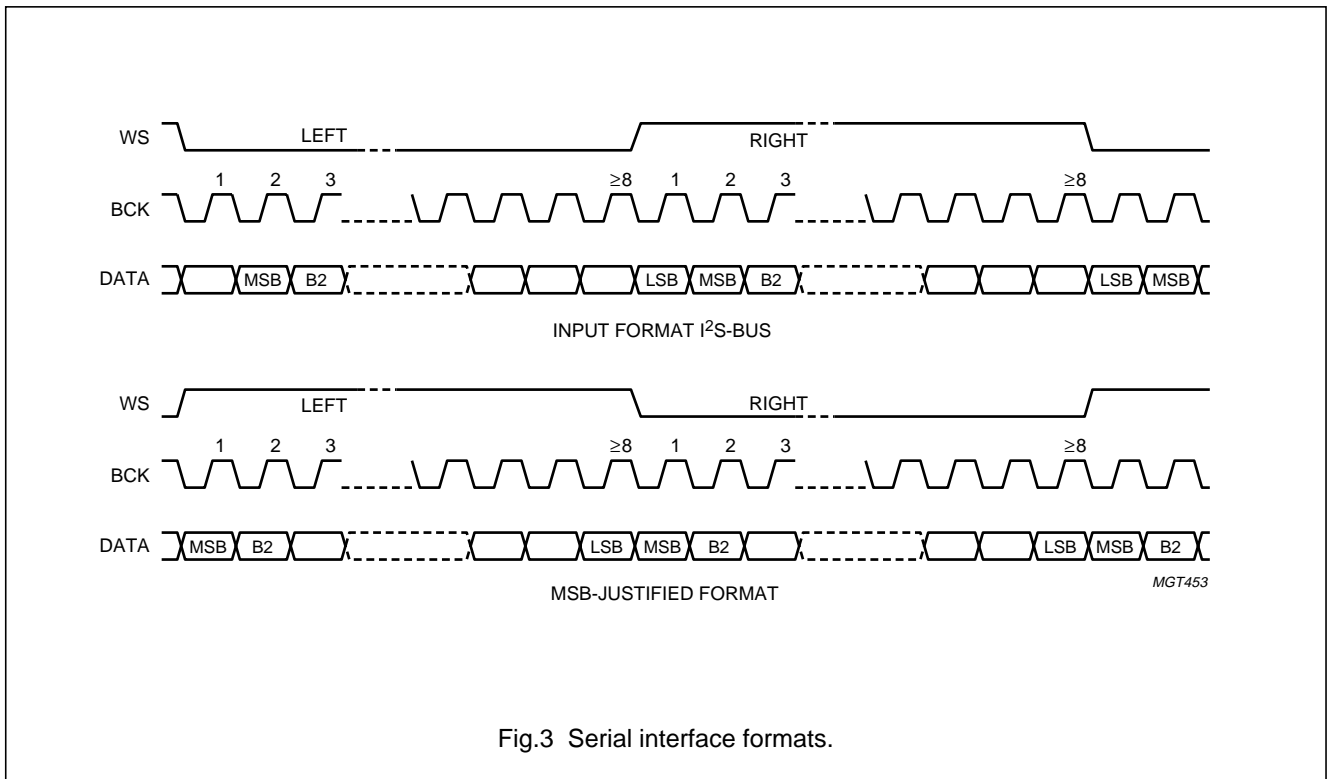 WS LEFT RIGHT
BCK 1 2 3 ≥8 1 2 3 ≥8
DATA MSB B2 LSB MSB B2 LSB MSB
INPUT FORMAT I²S-BUS
WS LEFT RIGHT
BCK 1 2 3 ≥8 1 2 3 ≥8
DATA MSB B2 LSB MSB B2 LSB MSB B2
MSB-JUSTIFIED FORMAT
MGT453
Fig.3 Serial interface formats.